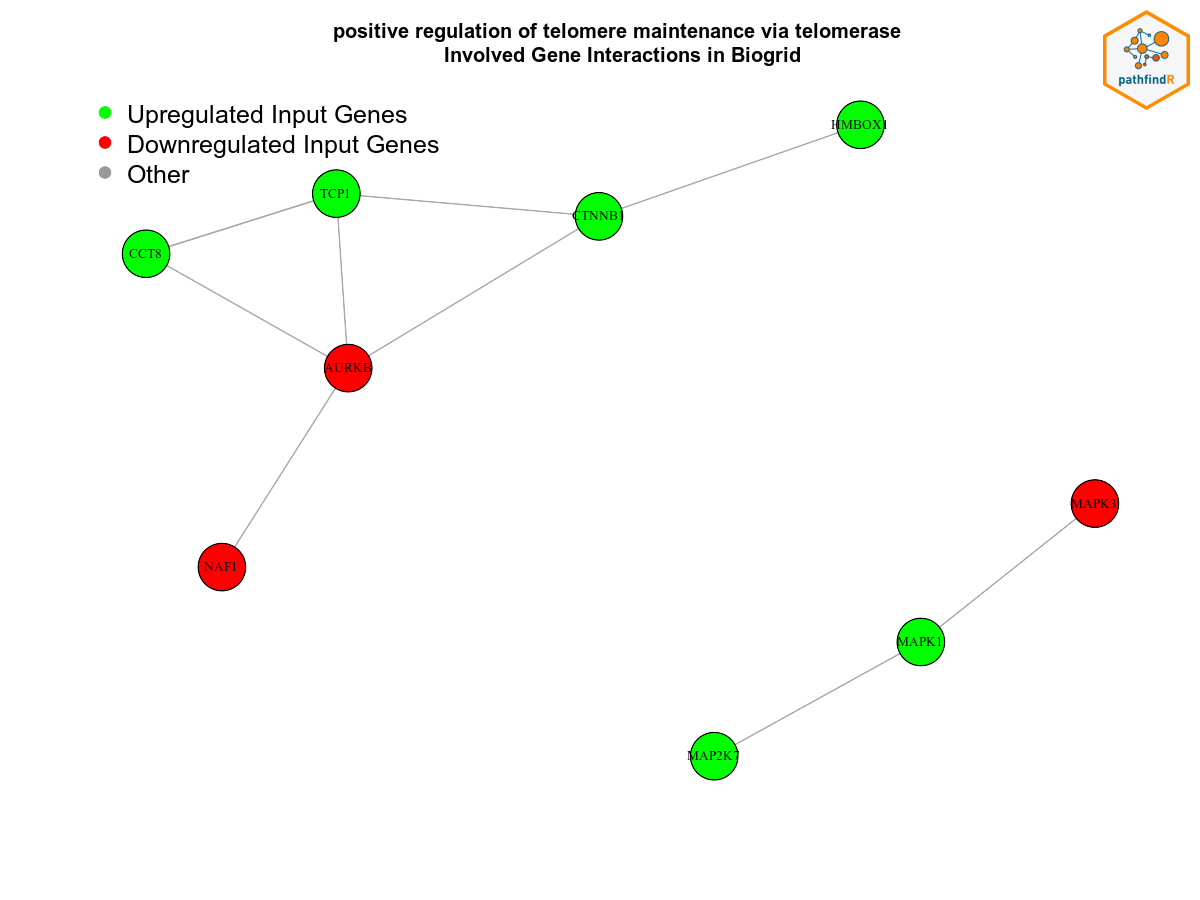 positive regulation of telomere maintenance via telomerase
Involved Gene Interactions in Biogrid
pathfindR
Upregulated Input Genes
Downregulated Input Genes
Other
HMBOX1
TCP1
CTNNB1
CCT8
AURKB
MAPK3
NAF1
MAPK1
MAP2K7